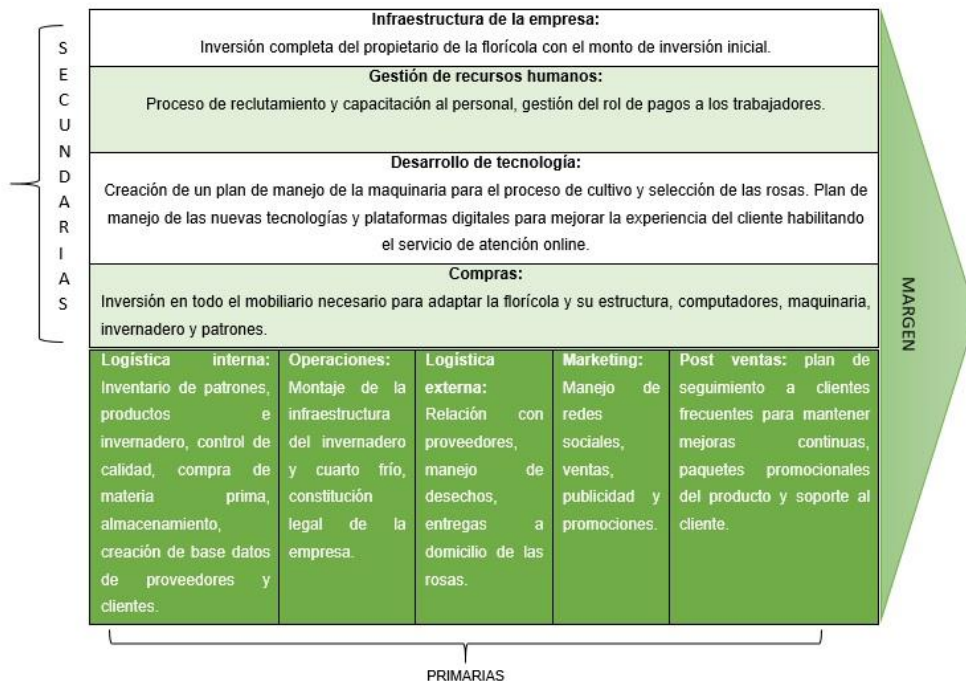 SECUNDARIAS
Infraestructura de la empresa:
Inversión completa del propietario de la florícola con el monto de inversión inicial.
Gestión de recursos humanos:
Proceso de reclutamiento y capacitación al personal, gestión del rol de pagos a los trabajadores.
Desarrollo de tecnología:
Creación de un plan de manejo de la maquinaria para el proceso de cultivo y selección de las rosas. Plan de
manejo de las nuevas tecnologías y plataformas digitales para mejorar la experiencia del cliente habilitando
el servicio de atención online.
Compras:
Inversión en todo el mobiliario necesario para adaptar la florícola y su estructura, computadores, maquinaria,
invernadero y patrones.
Logística interna:
Inventario de patrones,
productos e
invernadero, control de
calidad, compra de
materia prima,
almacenamiento,
creación de base datos
de proveedores y
clientes.
Operaciones:
Montaje de la
infraestructura
del invernadero
y cuarto frío,
constitución
legal de la
empresa.
Logística
externa:
Relación con
proveedores,
manejo de
desechos,
entregas a
domicilio de las
rosas.
Marketing:
Manejo de
redes
sociales,
ventas,
publicidad y
promociones.
Post ventas: plan de
seguimiento a clientes
frecuentes para mantener
mejoras continuas,
paquetes promocionales
del producto y soporte al
cliente.
MARGEN
PRIMARIAS